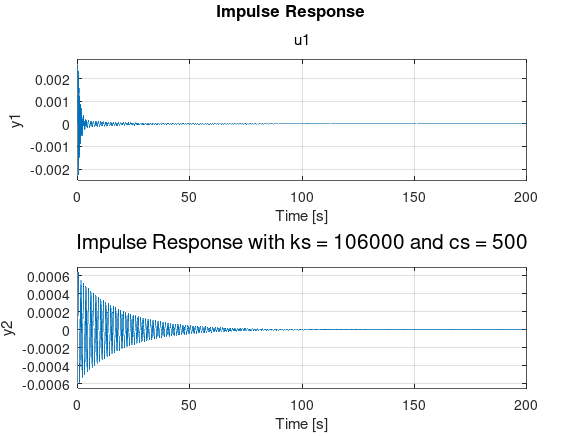 Impulse Response
u1
0.002
0.001
0
-0.001
-0.002
y1
0 50 100 150 200
Time [s]
Impulse Response with ks = 106000 and cs = 500
0.0006
0.0004
0.0002
0
-0.0002
-0.0004
-0.0006
y2
0 50 100 150 200
Time [s]